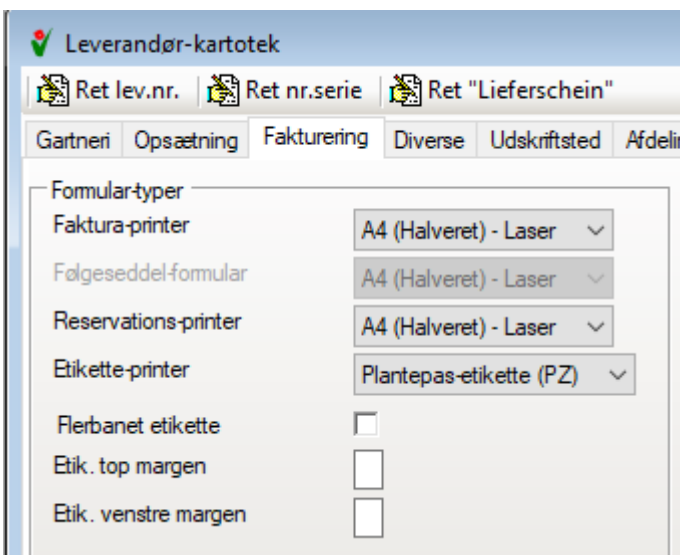 Leverandør-kartotek
Ret lev.nr. Ret nr.serie Ret "Lieferschein"
Gartneri Opsætning Fakturering Diverse Udskriftsted
Formular-typer
Faktura-printer A4 (Halveret) - Laser
Følgeseddel-formular A4 (Halveret) - Laser
Reservations-printer A4 (Halveret) - Laser
Etikette-printer Plantepas-etikette (PZ)
Flerbanet etikette
Etik. top margen
Etik. venstre margen